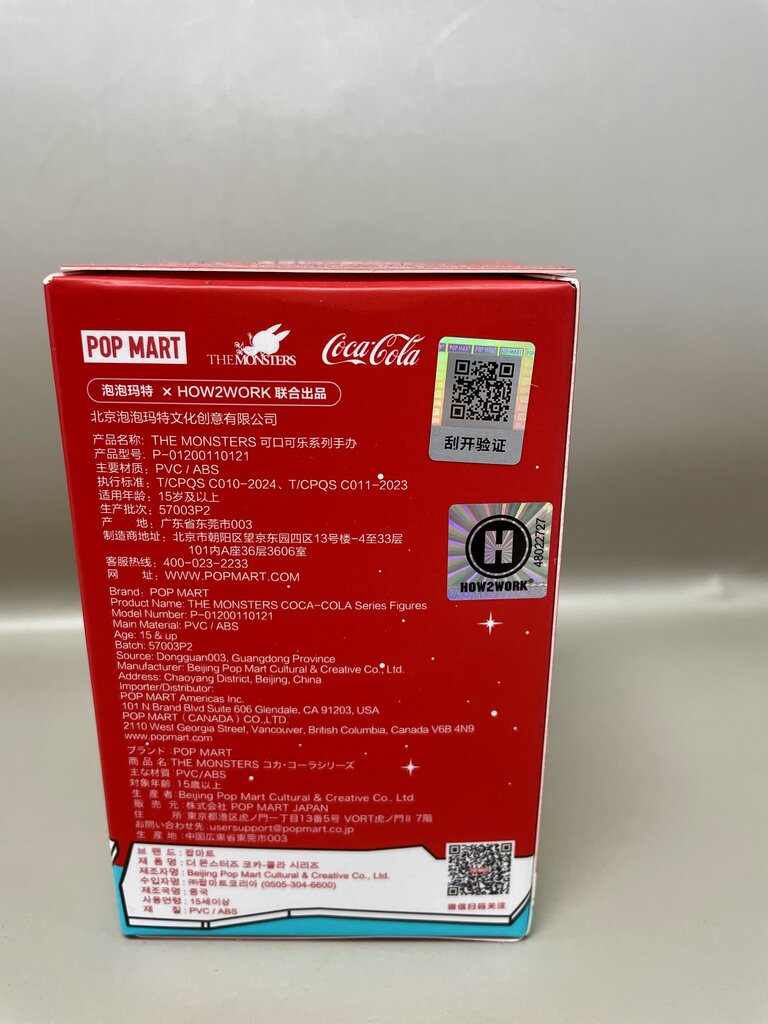 POP MART
THE MONSTERS
Coca-Cola
泡泡玛特 × HOW2WORK 联合出品
北京泡泡玛特文化创意有限公司
产品名称: THE MONSTERS 可口可乐系列手办
产品型号: P-01200110121
主要材质: PVC / ABS
执行标准: T/CPQS C010-2024、T/CPQS C011-2023
适用年龄: 15岁及以上
生产批次: 57003P2
产 地: 广东省东莞市003
制造商地址: 北京市朝阳区望京东园四区13号楼-4至33层
101内A座36层3606室
客服热线: 400-023-2233
网 址: WWW.POPMART.COM
Brand: POP MART
Product Name: THE MONSTERS COCA-COLA Series Figures
Model Number: P-01200110121
Main Material: PVC / ABS
Age: 15 & up
Batch: 57003P2
Source: Dongguan003, Guangdong Province
Manufacturer: Beijing Pop Mart Cultural & Creative Co., Ltd.
Address: Chaoyang District, Beijing, China
Importer/Distributor:
POP MART Americas Inc.
101 N Brand Blvd Suite 606 Glendale, CA 91203, USA
POP MART (CANADA) CO.,LTD.
2110 West Georgia Street, Vancouver, British Columbia, Canada V6B 4N9
www.popmart.com
ブランド : POP MART
商 品 名 : THE MONSTERS コカ・コーラシリーズ
主な材質 : PVC/ABS
対象年齢 : 15歳以上
生 産 者 : Beijing Pop Mart Cultural & Creative Co., Ltd.
販 売 元 : 株式会社 POP MART JAPAN
住 所 : 東京都港区虎ノ門一丁目13番5号 VORT虎ノ門II 7階
お問い合わせ先 : usersupport@popmart.co.jp
生 産 地 : 中国広東省東莞市003
브 랜 드 : 팝마트
제 품 명 : 더 몬스터즈 코카-콜라 시리즈
제조자명 : Beijing Pop Mart Cultural & Creative Co., Ltd.
수입자명 : ㈜팝마트코리아 (0505-304-6600)
제조국명 : 중국
사용연령 : 15세이상
재 질 : PVC / ABS
POP MART POP MART POP MART
刮开验证
H
HOW2WORK®
48022727
POP MART
微信扫码关注